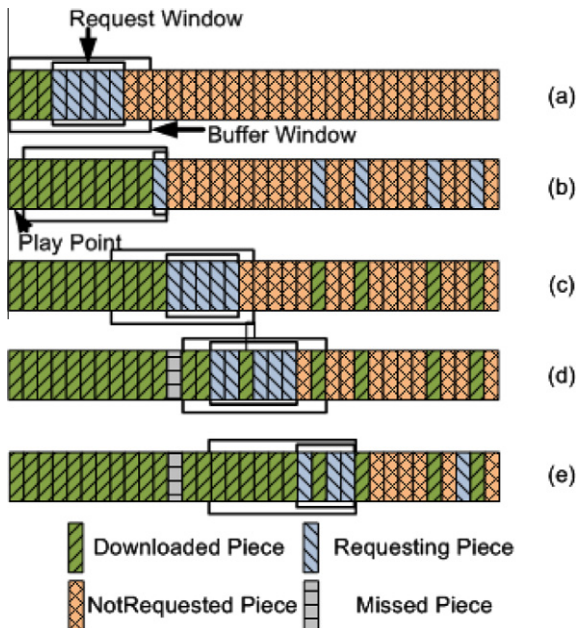 Request Window
(a)
Buffer Window
(b)
Play Point
(c)
(d)
(e)
Downloaded Piece
Requesting Piece
NotRequested Piece
Missed Piece